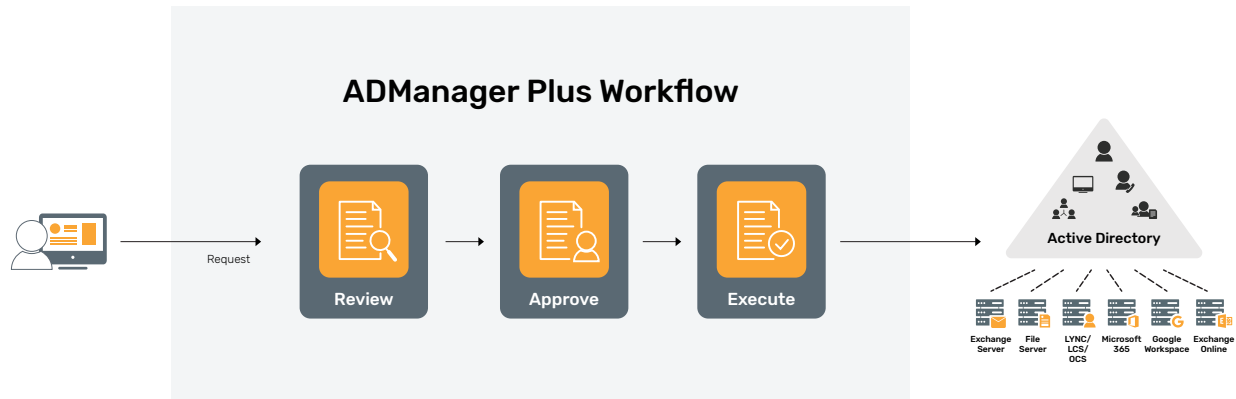 ADManager Plus Workflow
Request
Review
Approve
Execute
Active Directory
Exchange
Server
File
Server
LYNC/
LCS/
OCS
Microsoft
365
Google
Workspace
Exchange
Online